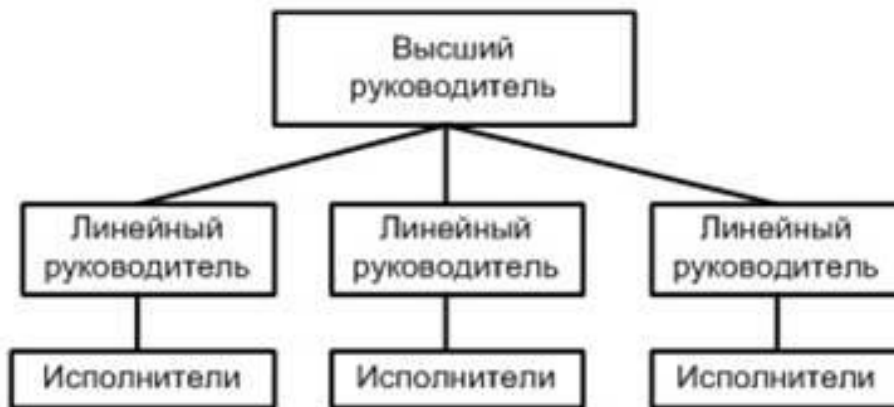 Высший
руководитель
Линейный
руководитель
Линейный
руководитель
Линейный
руководитель
Исполнители
Исполнители
Исполнители